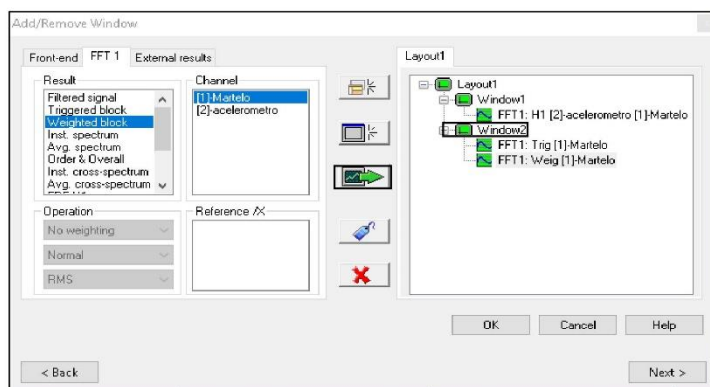 Add/Remove Window
Front-end
FFT 1
External results
Result
Filtered signal
Triggered block
Weighted block
Inst. spectrum
Avg. spectrum
Order & Overall
Inst. cross-spectrum
Avg. cross-spectrum
FRF H1
Channel
[1]-Martelo
[2]-acelerometro
Operation
No weighting
Normal
RMS
Reference /X
Layout1
Layout1
Window1
FFT1: H1 [2]-acelerometro [1]-Martelo
Window2
FFT1: Trig [1]-Martelo
FFT1: Weig [1]-Martelo
OK
Cancel
Help
< Back
Next >